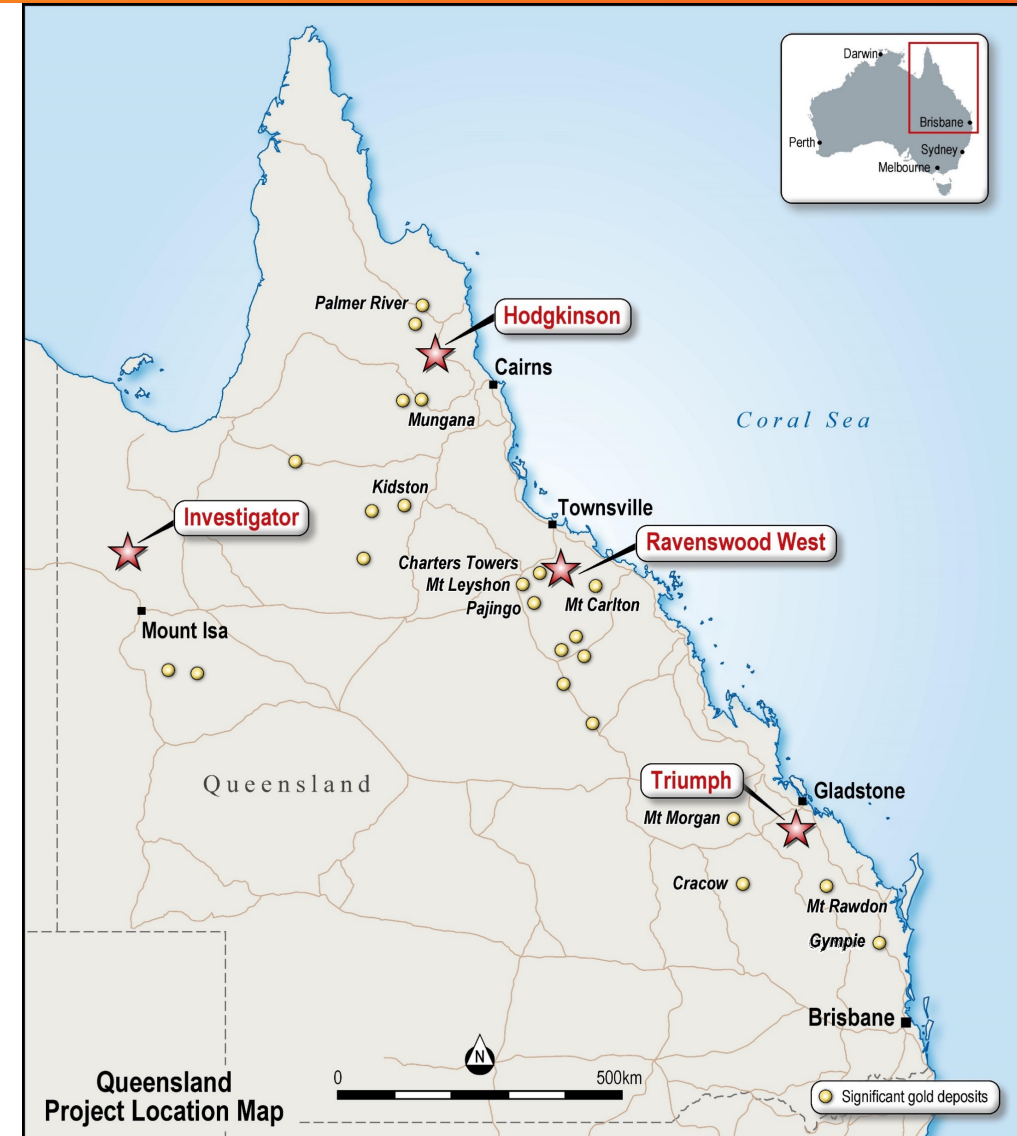 Darwin
Brisbane
Perth
Sydney
Melbourne
Palmer River
Hodgkinson
Cairns
Mungana
Coral Sea
Kidston
Investigator
Townsville
Ravenswood West
Charters Towers
Mt Leyshon
Pajingo
Mt Carlton
Mount Isa
Queensland
Triumph
Gladstone
Mt Morgan
Cracow
Mt Rawdon
Gympie
Brisbane
N
Queensland
Project Location Map
0
500km
Significant gold deposits